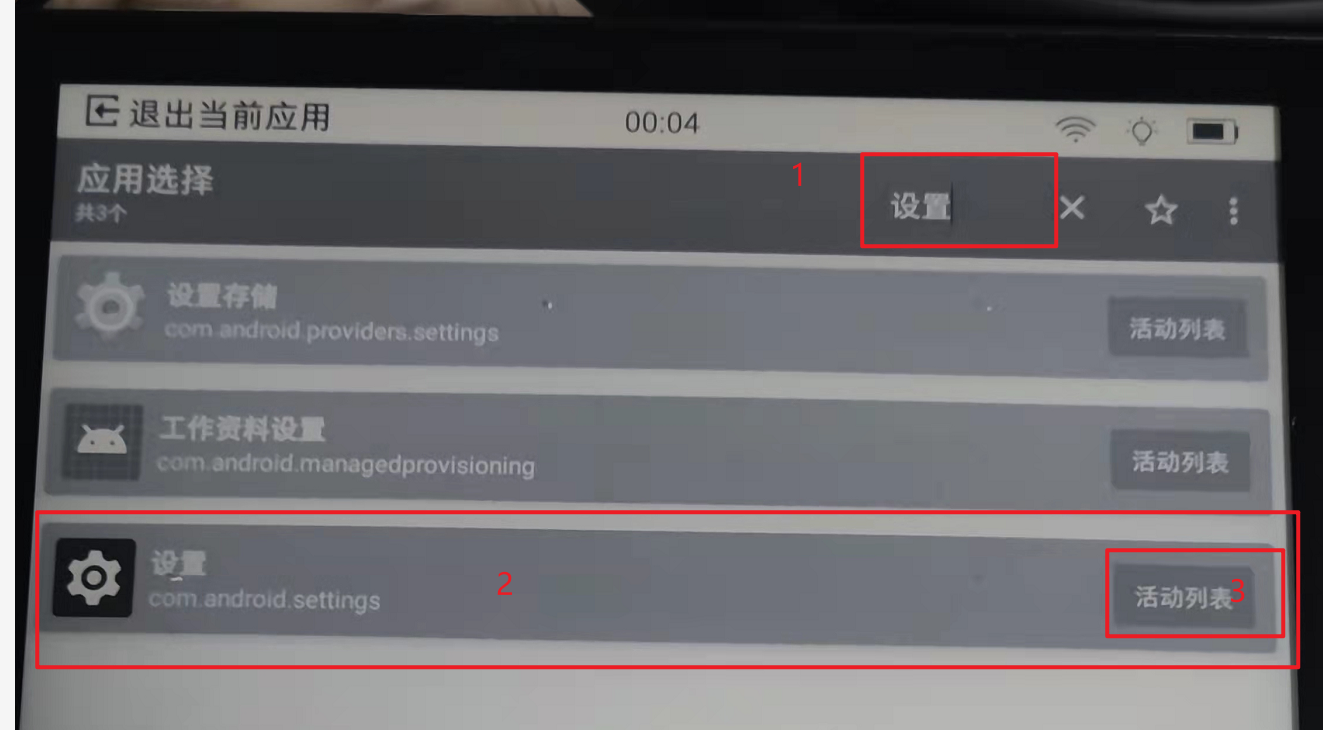 退出当前应用 00:04
应用选择
共3个
1
设置
设置存储
com.android.providers.settings
活动列表
工作资料设置
com.android.managedprovisioning
活动列表
设置
com.android.settings
2
活动列表
3